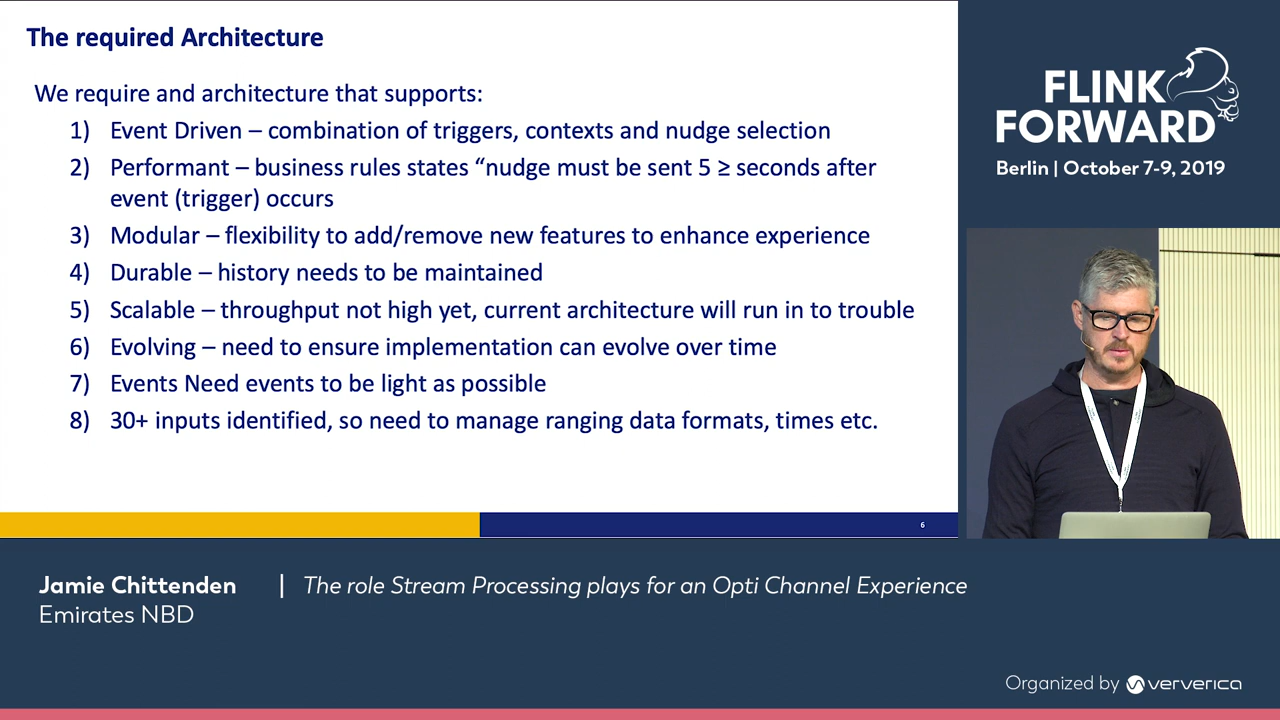 The required Architecture
We require and architecture that supports:
1) Event Driven – combination of triggers, contexts and nudge selection
2) Performant – business rules states “nudge must be sent 5 ≥ seconds after
event (trigger) occurs
3) Modular – flexibility to add/remove new features to enhance experience
4) Durable – history needs to be maintained
5) Scalable – throughput not high yet, current architecture will run in to trouble
6) Evolving – need to ensure implementation can evolve over time
7) Events Need events to be light as possible
8) 30+ inputs identified, so need to manage ranging data formats, times etc.
6
FLINK
FORWARD
Berlin | October 7-9, 2019
Jamie Chittenden | The role Stream Processing plays for an Opti Channel Experience
Emirates NBD
Organized by ververica